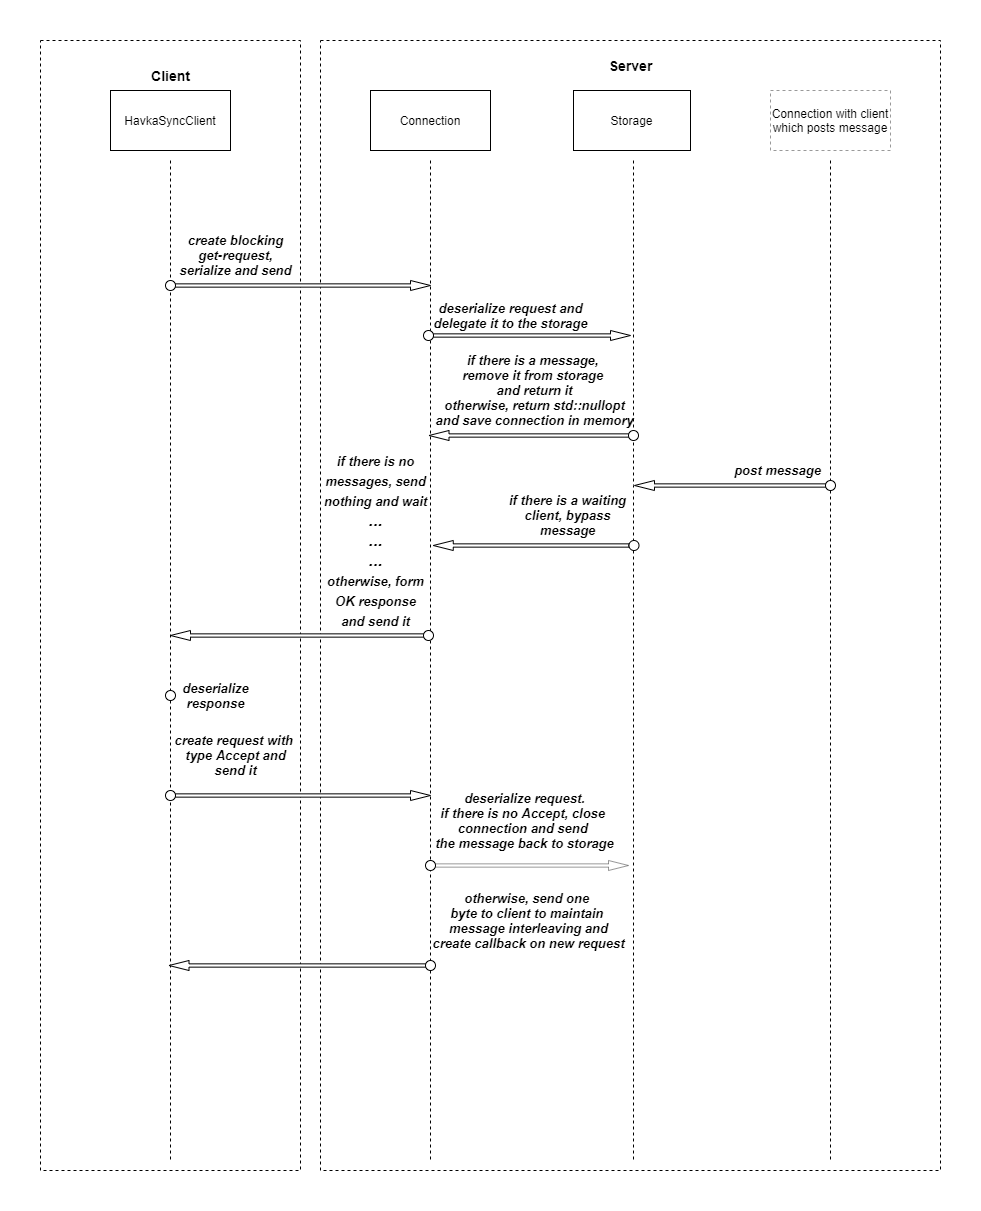 Client
Server
HavkaSyncClient
Connection
Storage
Connection with client
which posts message
create blocking
get-request,
serialize and send
deserialize request and
delegate it to the storage
if there is a message,
remove it from storage
and return it
otherwise, return std::nullopt
and save connection in memory
if there is no
messages, send
nothing and wait
...
...
...
otherwise, form
OK response
and send it
post message
if there is a waiting
client, bypass
message
deserialize
response
create request with
type Accept and
send it
deserialize request.
if there is no Accept, close
connection and send
the message back to storage
otherwise, send one
byte to client to maintain
message interleaving and
create callback on new request